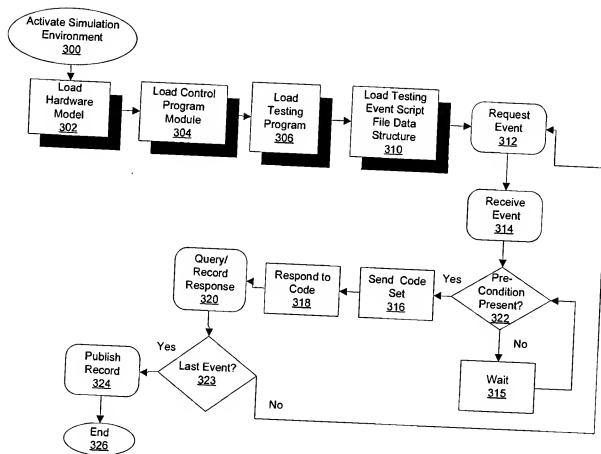 Activate Simulation
Environment
300
Load
Hardware
Model
302
Load Control
Program
Module
304
Load
Testing
Program
306
Load Testing
Event Script
File Data
Structure
310
Request
Event
312
Receive
Event
314
Pre-
Condition
Present?
322
Yes
No
Wait
315
Send Code
Set
316
Respond to
Code
318
Query/
Record
Response
320
Last Event?
323
Yes
No
Publish
Record
324
End
326